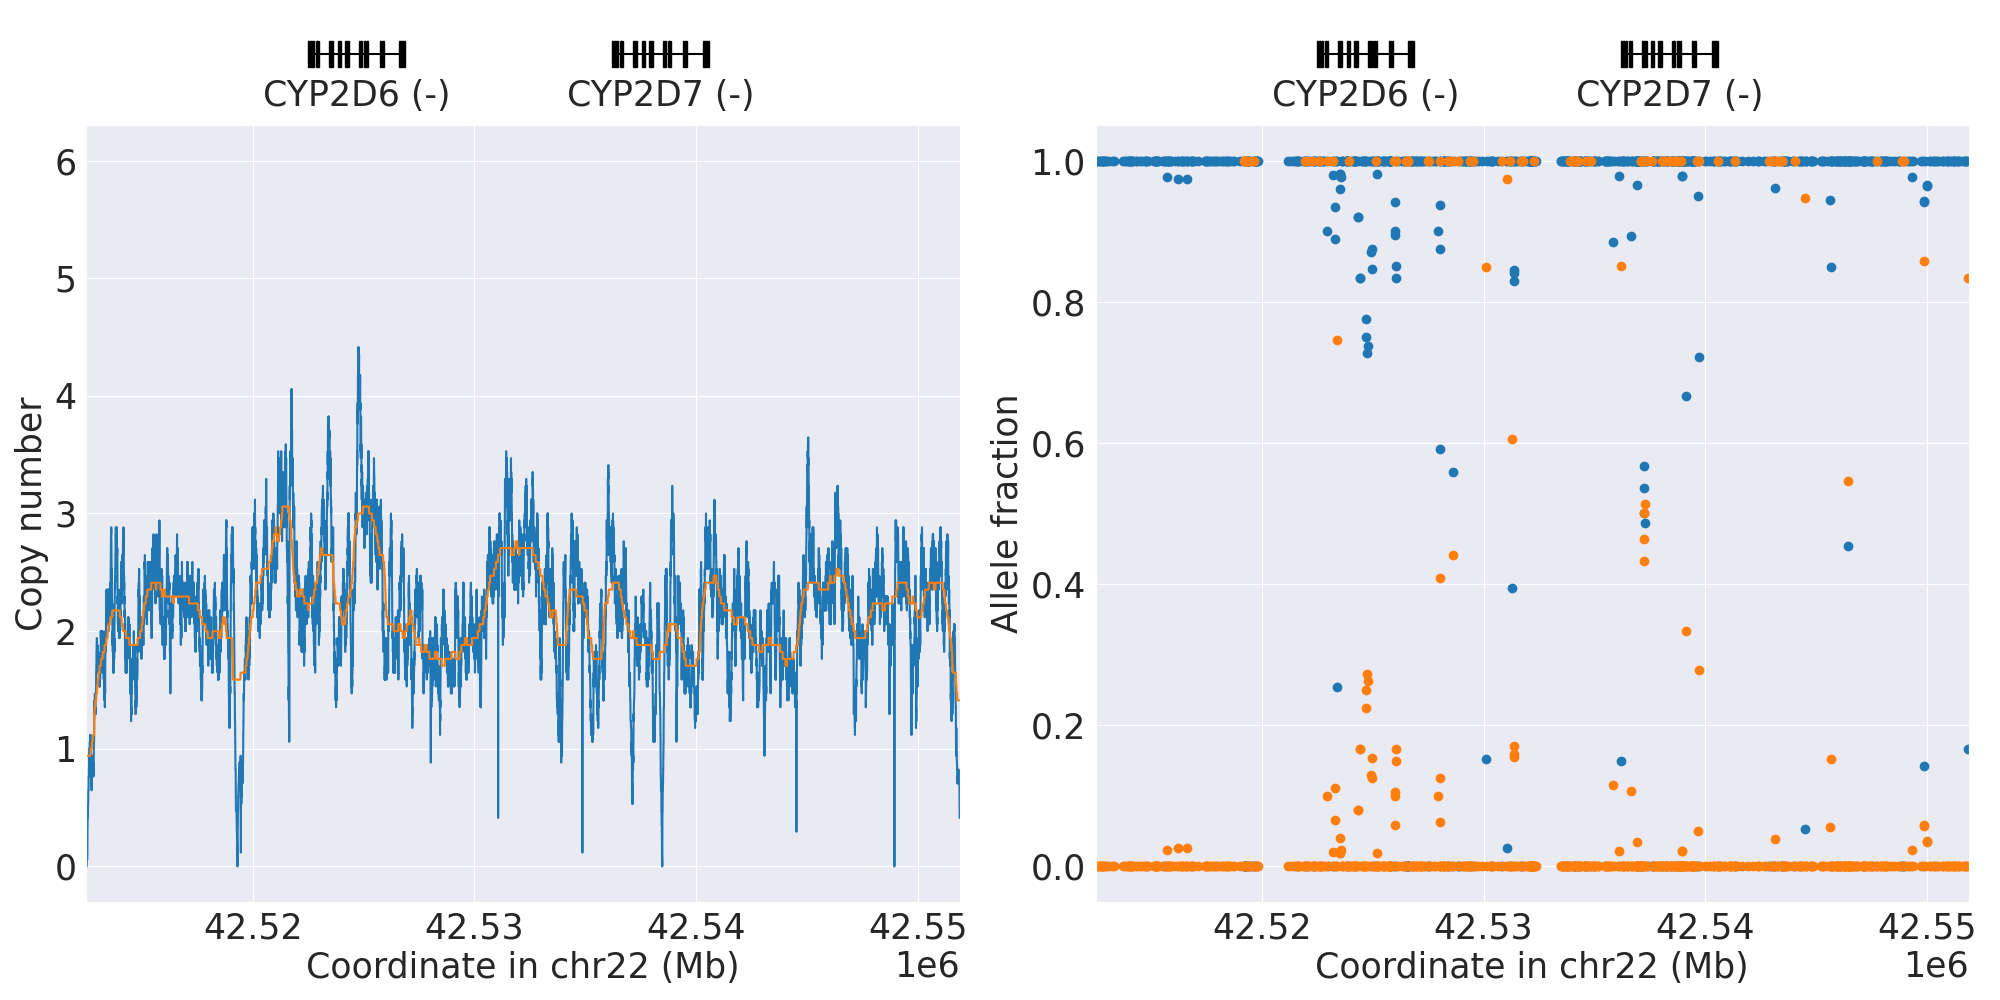 CYP2D6 (-) CYP2D7 (-)
6
5
4
3
2
1
0
Copy number
42.52 42.53 42.54 42.55
Coordinate in chr22 (Mb)
1e6
CYP2D6 (-) CYP2D7 (-)
1.0
0.8
0.6
0.4
0.2
0.0
Allele fraction
42.52 42.53 42.54 42.55
Coordinate in chr22 (Mb)
1e6